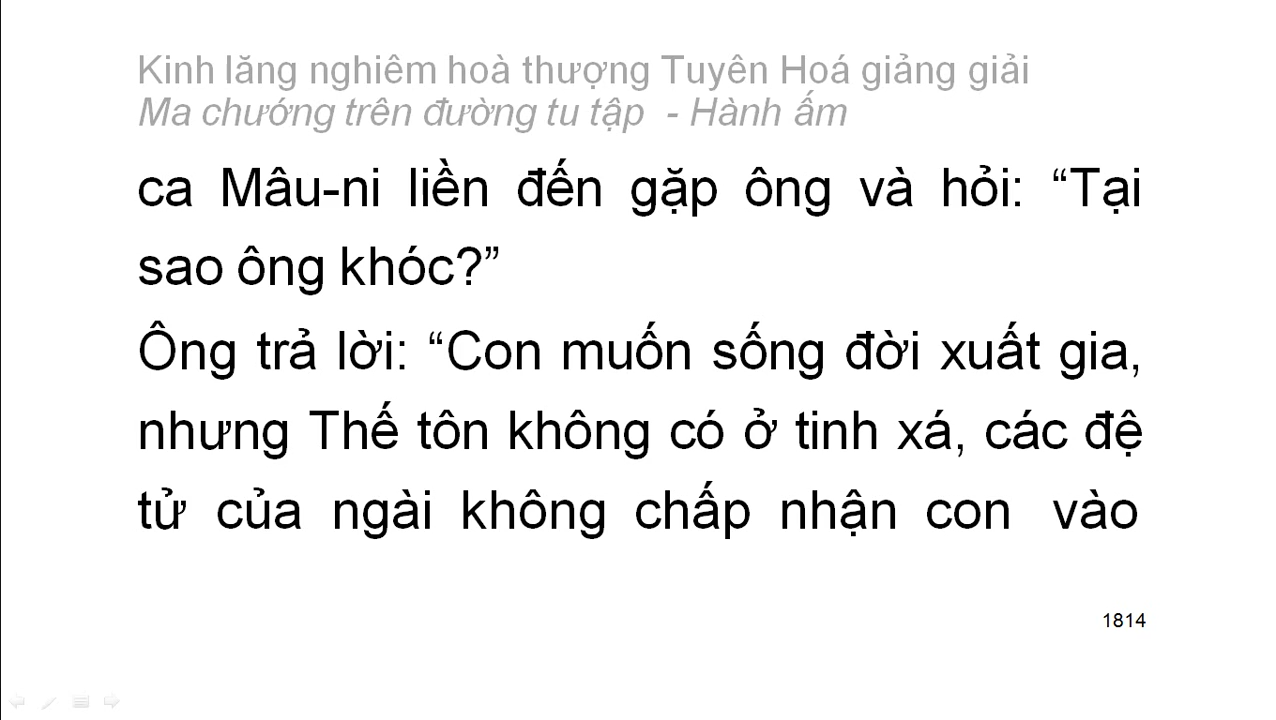 Kinh lăng nghiêm hoà thượng Tuyên Hoá giảng giải
Ma chướng trên đường tu tập - Hành ấm
ca Mâu-ni liền đến gặp ông và hỏi: “Tại
sao ông khóc?”
Ông trả lời: “Con muốn sống đời xuất gia,
nhưng Thế tôn không có ở tinh xá, các đệ
tử của ngài không chấp nhận con vào
1814